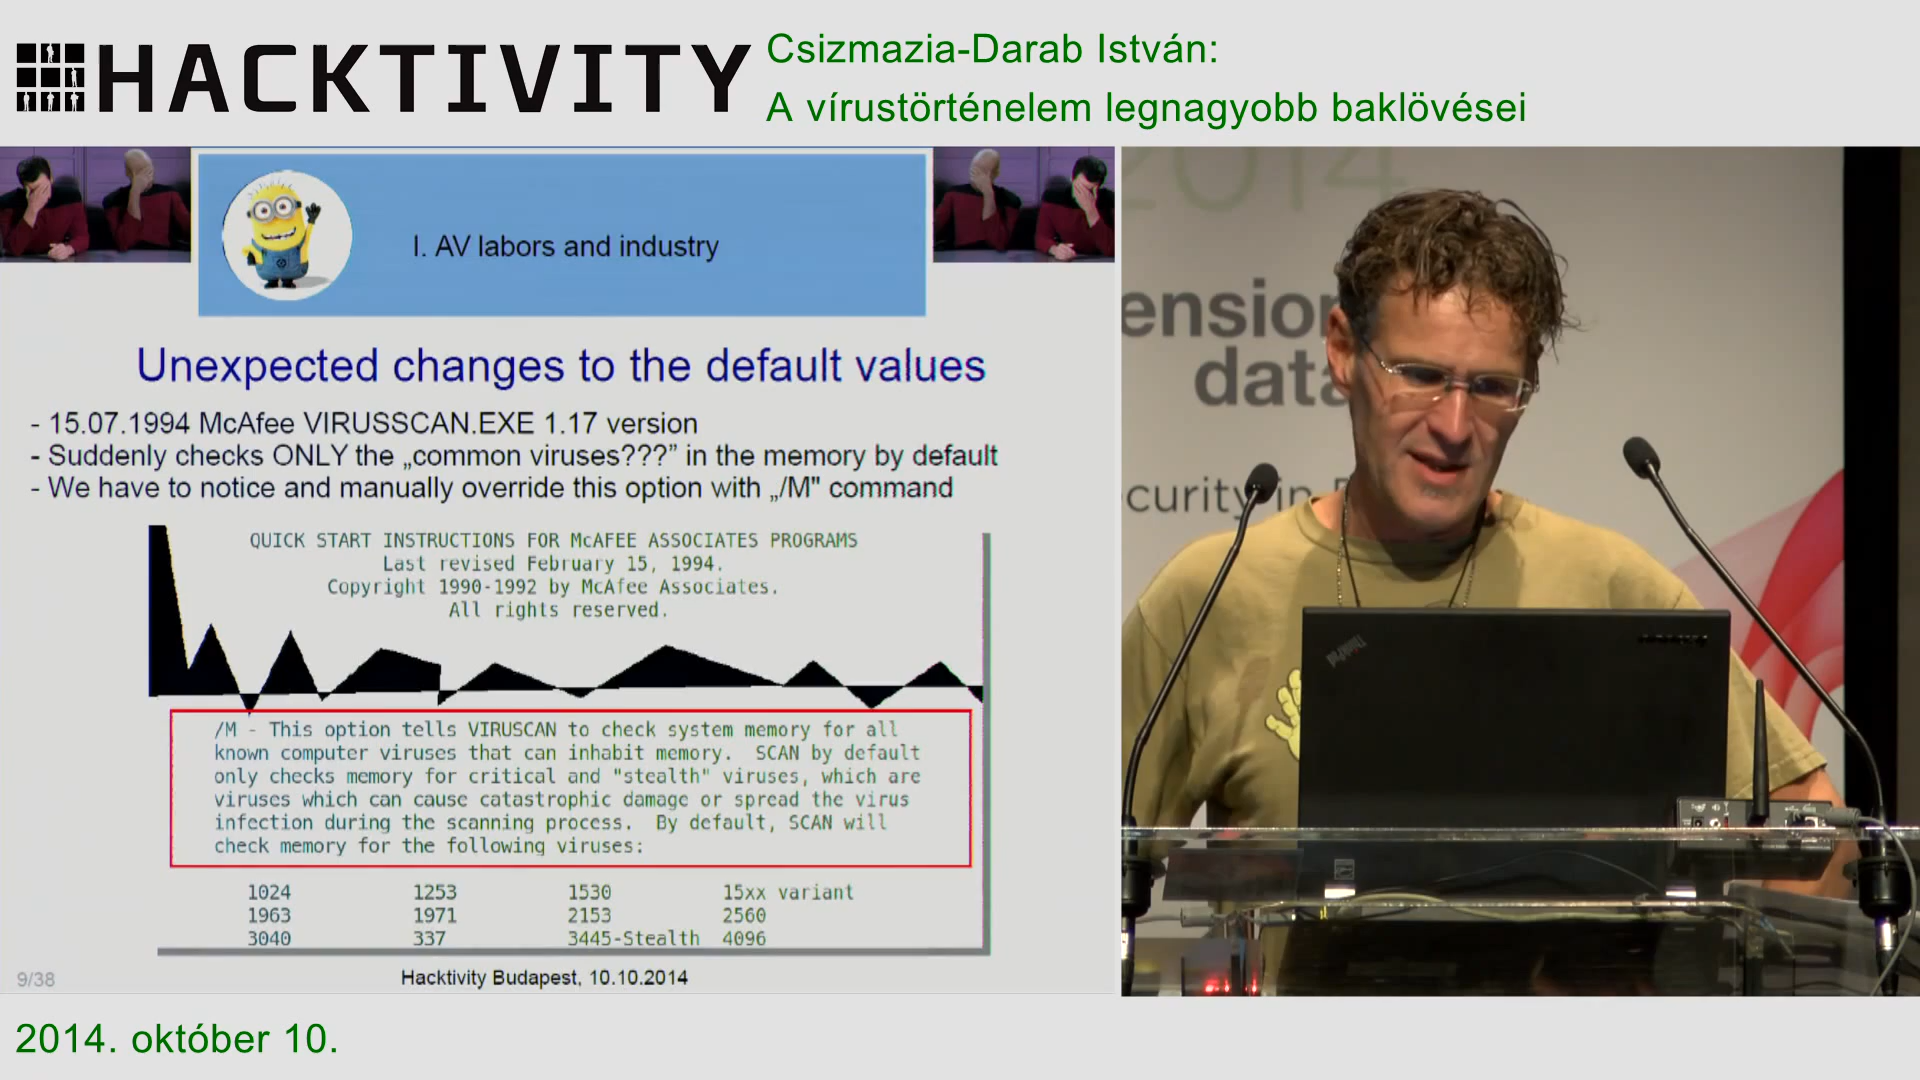 HACKTIVITY
Csizmazia-Darab István:
A vírustörténelem legnagyobb baklövései
I. AV labors and industry
Unexpected changes to the default values
- 15.07.1994 McAfee VIRUSSCAN.EXE 1.17 version
- Suddenly checks ONLY the „common viruses???” in the memory by default
- We have to notice and manually override this option with „/M" command
QUICK START INSTRUCTIONS FOR McAFEE ASSOCIATES PROGRAMS
Last revised February 15, 1994.
Copyright 1990-1992 by McAfee Associates.
All rights reserved.
/M - This option tells VIRUSCAN to check system memory for all
known computer viruses that can inhabit memory. SCAN by default
only checks memory for critical and "stealth" viruses, which are
viruses which can cause catastrophic damage or spread the virus
infection during the scanning process. By default, SCAN will
check memory for the following viruses:
1024 1253 1530 15xx variant
1963 1971 2153 2560
3040 337 3445-Stealth 4096
9/38
Hacktivity Budapest, 10.10.2014
2014
ension
data
curity in
ThinkPad
2014. október 10.